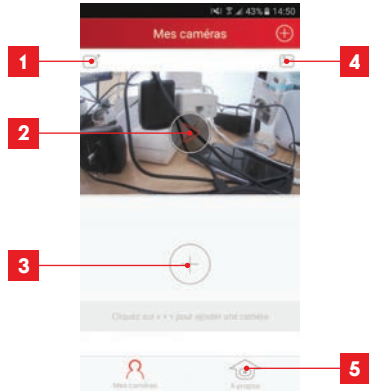 43% 14:50
Mes caméras
1
4
2
3
Cliquez sur « + » pour ajouter une caméra
5
Mes caméras
A propos